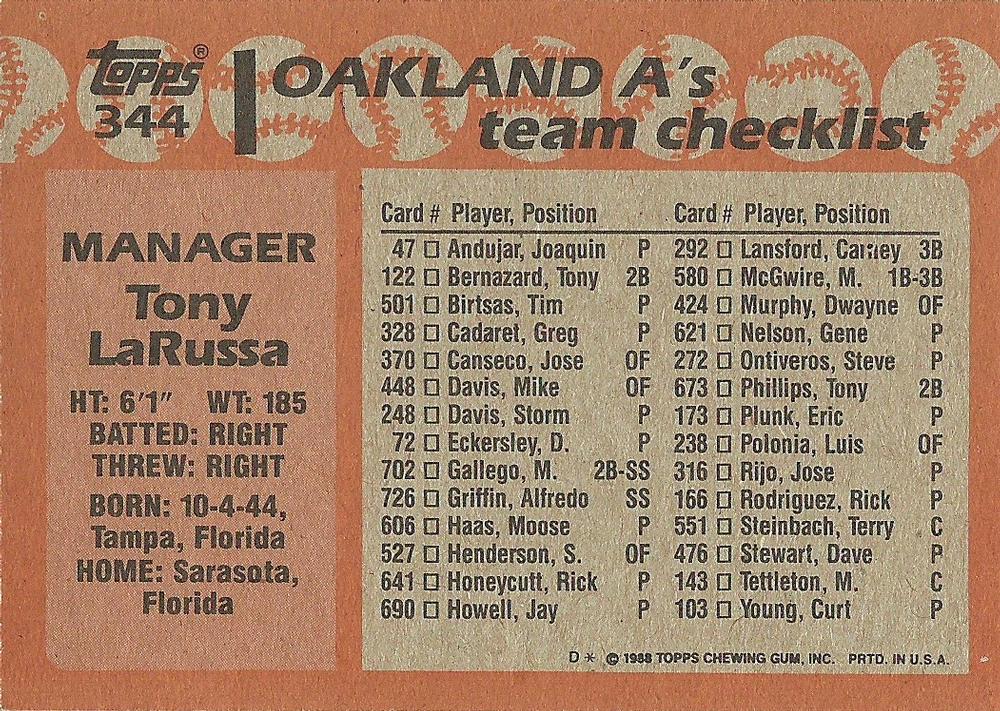 Topps®
344
OAKLAND A's
team checklist
MANAGER
Tony
LaRussa
HT: 6'1" WT: 185
BATTED: RIGHT
THREW: RIGHT
BORN: 10-4-44,
Tampa, Florida
HOME: Sarasota,
Florida
Card # Player, Position
47 □ Andujar, Joaquin P
122 □ Bernazard, Tony 2B
501 □ Birtsas, Tim P
328 □ Cadaret, Greg P
370 □ Canseco, Jose OF
448 □ Davis, Mike OF
248 □ Davis, Storm P
72 □ Eckersley, D. P
702 □ Gallego, M. 2B-SS
726 □ Griffin, Alfredo SS
606 □ Haas, Moose P
527 □ Henderson, S. OF
641 □ Honeycutt, Rick P
690 □ Howell, Jay P
Card # Player, Position
292 □ Lansford, Carney 3B
580 □ McGwire, M. 1B-3B
424 □ Murphy, Dwayne OF
621 □ Nelson, Gene P
272 □ Ontiveros, Steve P
673 □ Phillips, Tony 2B
173 □ Plunk, Eric P
238 □ Polonia, Luis OF
316 □ Rijo, Jose P
166 □ Rodriguez, Rick P
551 □ Steinbach, Terry C
476 □ Stewart, Dave P
143 □ Tettleton, M. C
103 □ Young, Curt P
D * © 1988 TOPPS CHEWING GUM, INC. PRTD. IN U.S.A.